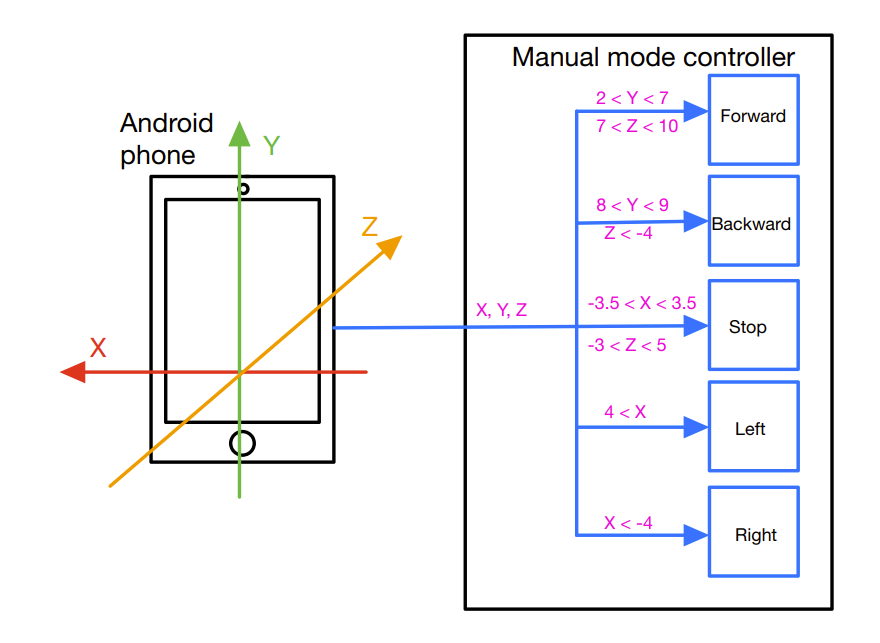 Manual mode controller
Android
phone
Y
Z
X
X, Y, Z
2 < Y < 7
7 < Z < 10
Forward
8 < Y < 9
Z < -4
Backward
-3.5 < X < 3.5
-3 < Z < 5
Stop
4 < X
Left
X < -4
Right